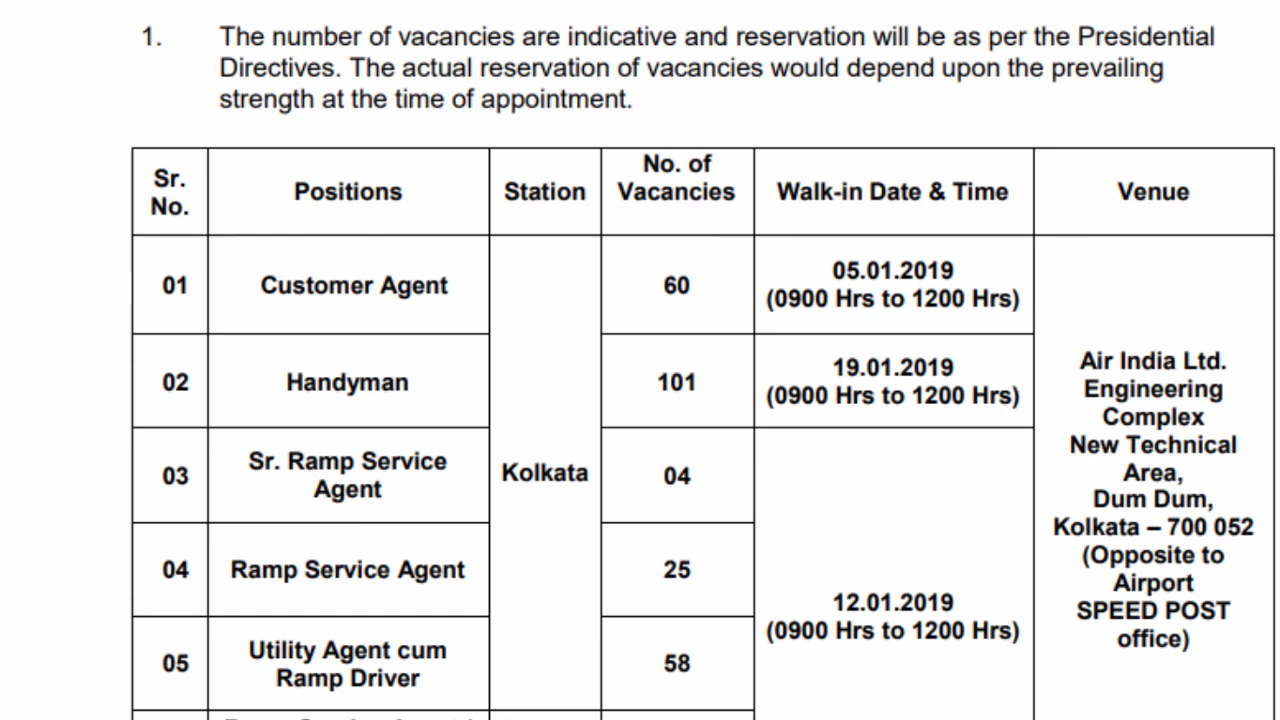 1. The number of vacancies are indicative and reservation will be as per the Presidential
Directives. The actual reservation of vacancies would depend upon the prevailing
strength at the time of appointment.
Sr.
No.
Positions
Station
No. of
Vacancies
Walk-in Date & Time
Venue
01
Customer Agent
60
05.01.2019
(0900 Hrs to 1200 Hrs)
02
Handyman
101
19.01.2019
(0900 Hrs to 1200 Hrs)
03
Sr. Ramp Service
Agent
Kolkata
04
04
Ramp Service Agent
25
12.01.2019
(0900 Hrs to 1200 Hrs)
05
Utility Agent cum
Ramp Driver
58
Air India Ltd.
Engineering
Complex
New Technical
Area,
Dum Dum,
Kolkata – 700 052
(Opposite to
Airport
SPEED POST
office)